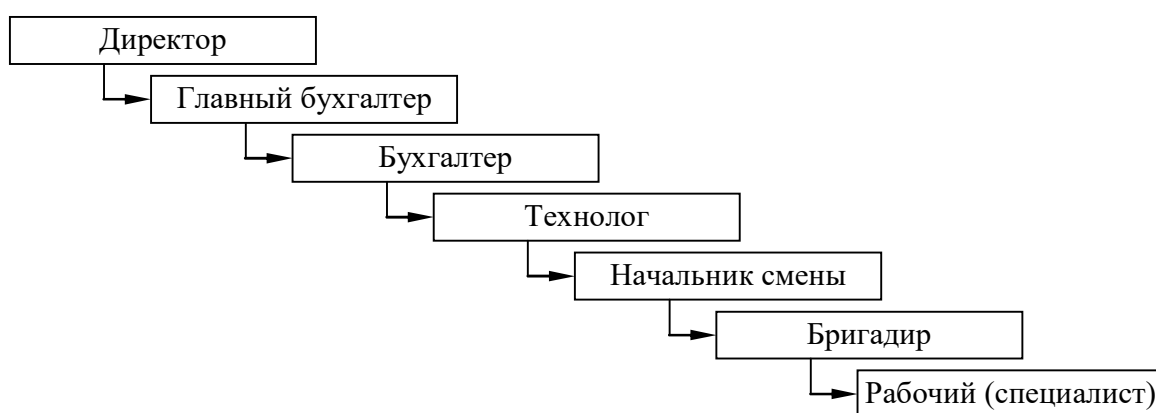 Директор
Главный бухгалтер
Бухгалтер
Технолог
Начальник смены
Бригадир
Рабочий (специалист)